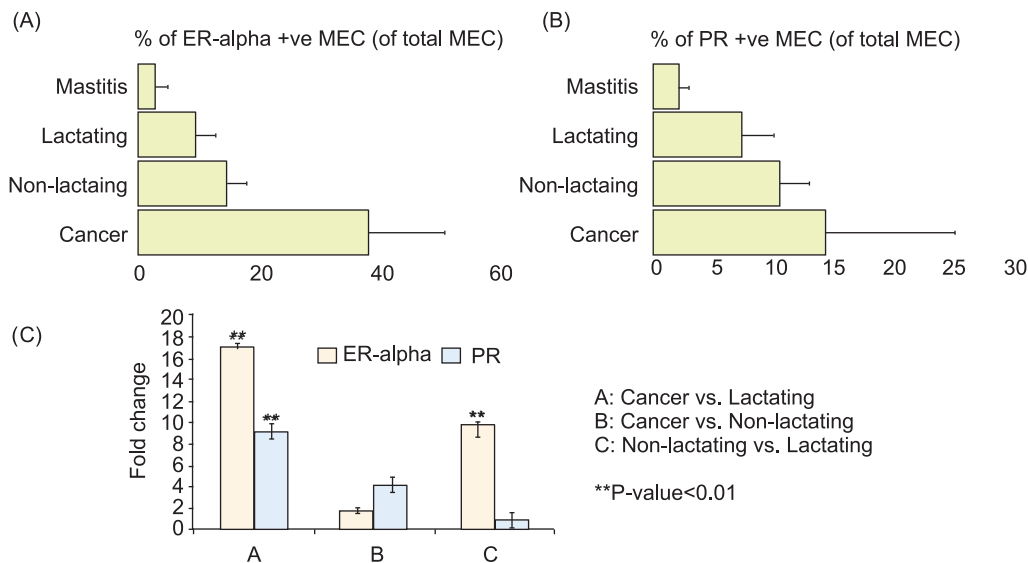 (A)
% of ER-alpha +ve MEC (of total MEC)
Mastitis
Lactating
Non-lactaing
Cancer
0 20 40 60
(B)
% of PR +ve MEC (of total MEC)
Mastitis
Lactating
Non-lactaing
Cancer
0 5 10 15 20 25 30
(C)
Fold change
20
18
16
14
12
10
8
6
4
2
0
** ** **
ER-alpha PR
A B C
A: Cancer vs. Lactating
B: Cancer vs. Non-lactating
C: Non-lactating vs. Lactating
**P-value<0.01